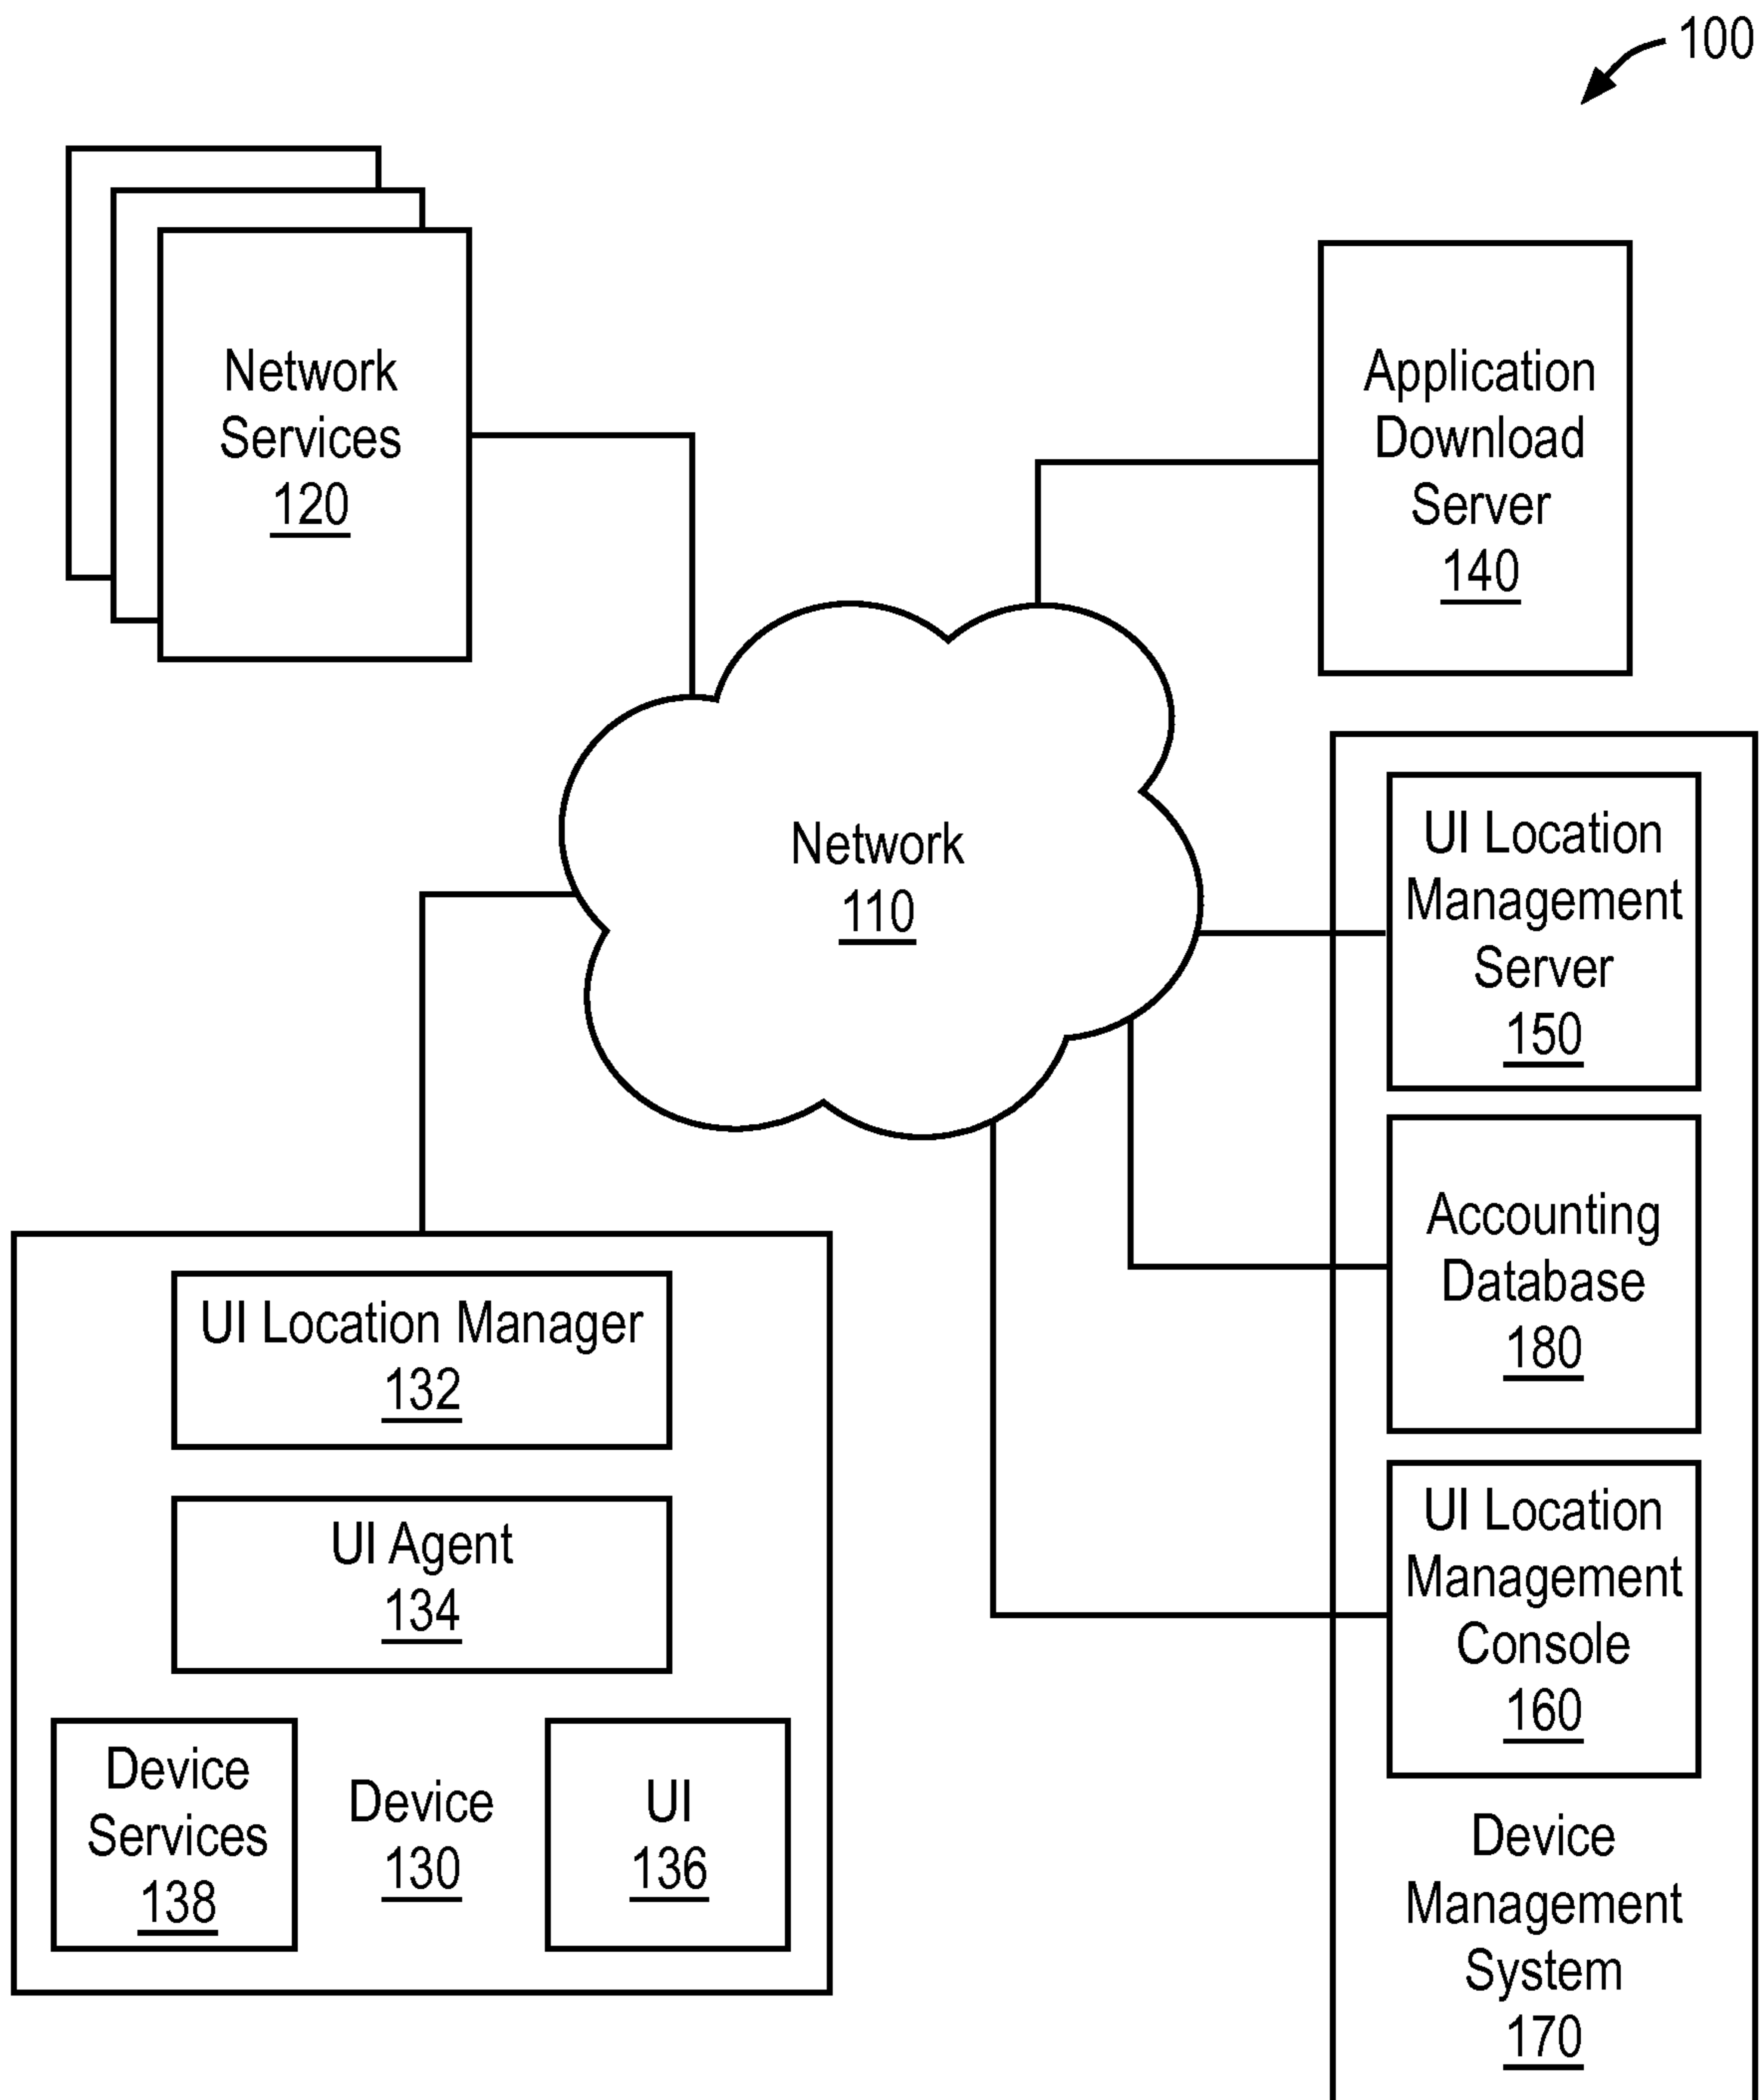 100
Network
Services
120
Application
Download
Server
140
Network
110
UI Location
Management
Server
150
Accounting
Database
180
UI Location
Management
Console
160
Device
Management
System
170
UI Location Manager
132
UI Agent
134
Device
Services
138
Device
130
UI
136